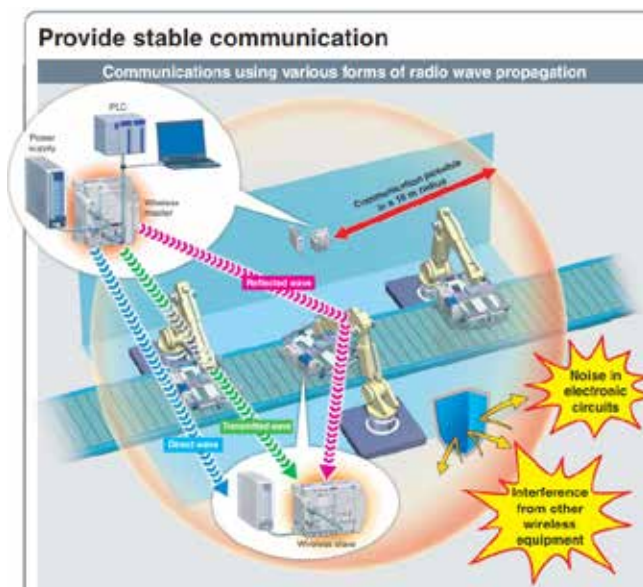 Provide stable communication
Communications using various forms of radio wave propagation
PLC
Power
supply
Wireless
master
Communication possible
in a 10 m radius
Reflected wave
Transmitted wave
Direct wave
Wireless slave
Noise in
electronic
circuits
Interference
from other
wireless
equipment